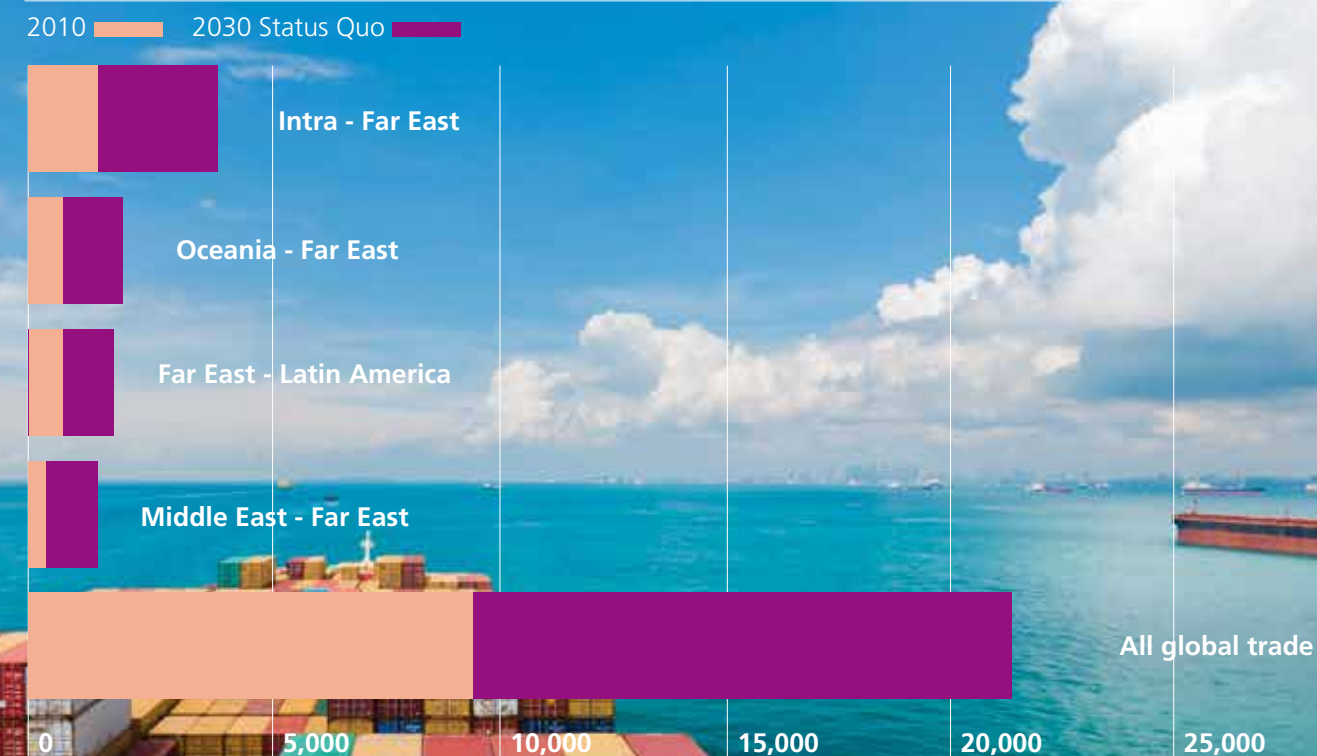 2010 2030 Status Quo
Intra - Far East
Oceania - Far East
Far East - Latin America
Middle East - Far East
All global trade
0 5,000 10,000 15,000 20,000 25,000